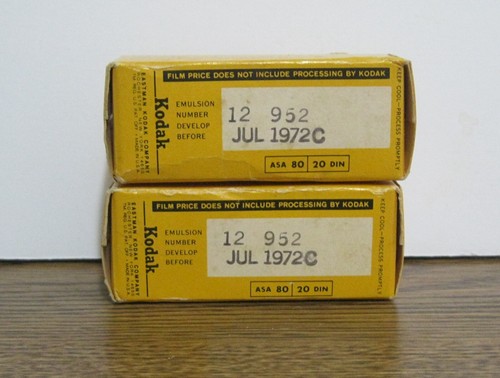 FILM PRICE DOES NOT INCLUDE PROCESSING BY KODAK
EASTMAN KODAK COMPANY
Kodak
EMULSION
NUMBER
DEVELOP
BEFORE
12 952
JUL 1972C
ASA 80 20 DIN
KEEP COOL—PROCESS PROMPTLY
FILM PRICE DOES NOT INCLUDE PROCESSING BY KODAK
EASTMAN KODAK COMPANY
Kodak
EMULSION
NUMBER
DEVELOP
BEFORE
12 952
JUL 1972C
ASA 80 20 DIN
KEEP COOL—PROCESS PROMPTLY